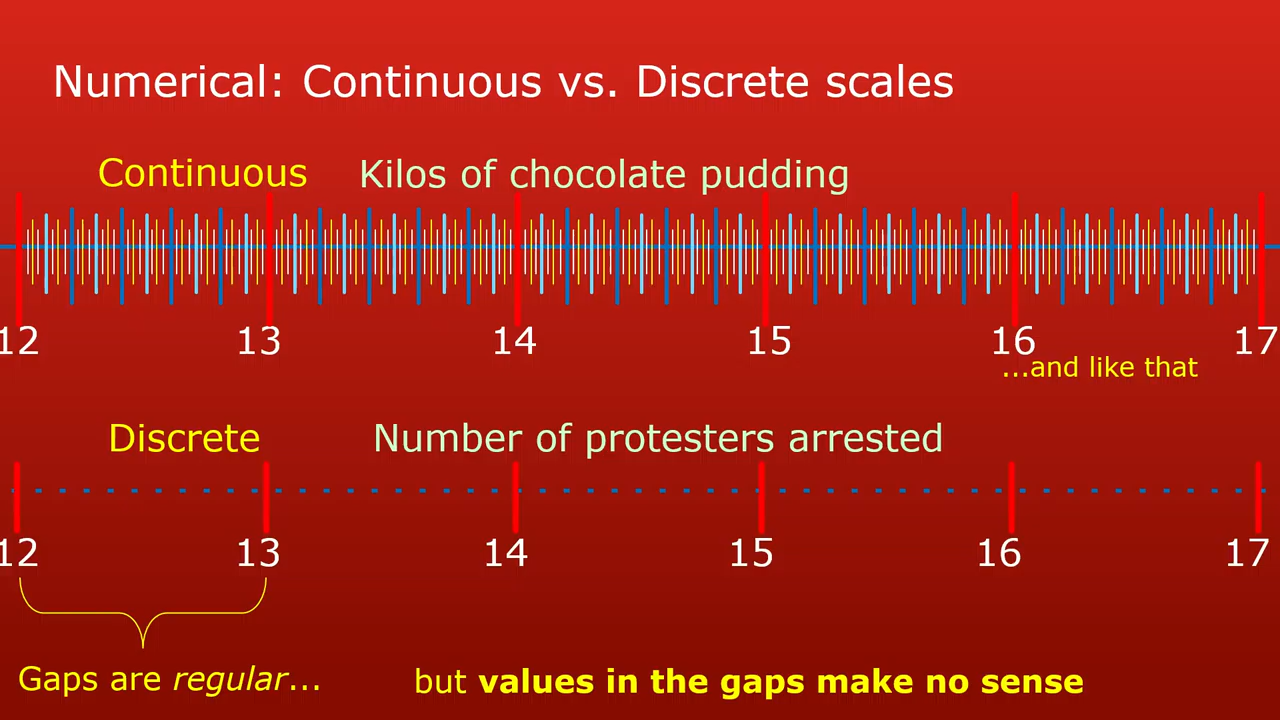 Numerical: Continuous vs. Discrete scales
Continuous Kilos of chocolate pudding
12 13 14 15 16 17
...and like that
Discrete Number of protesters arrested
12 13 14 15 16 17
Gaps are regular... but values in the gaps make no sense